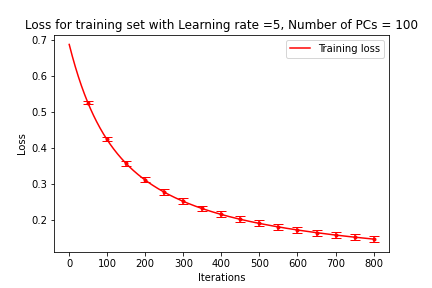 Loss for training set with Learning rate =5, Number of PCs = 100
Training loss
0.7
0.6
0.5
0.4
0.3
0.2
Loss
0 100 200 300 400 500 600 700 800
Iterations